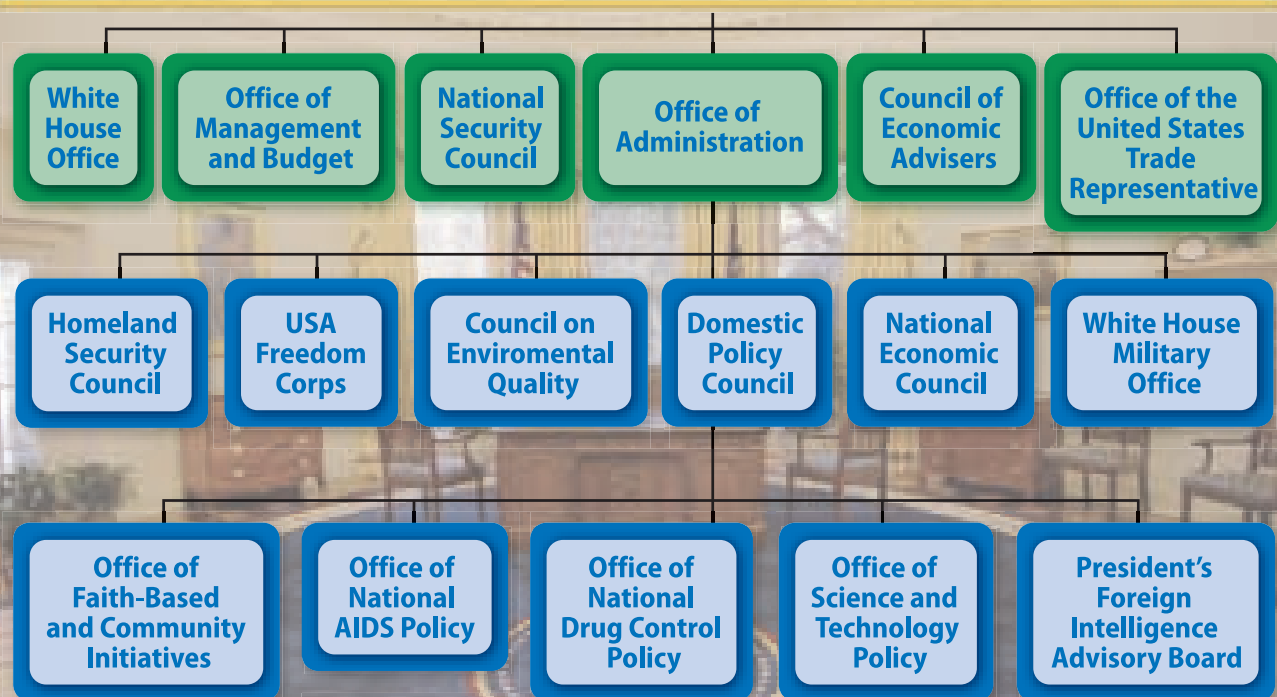 White
House
Office
Office of
Management
and Budget
National
Security
Council
Office of
Administration
Council of
Economic
Advisers
Office of the
United States
Trade
Representative
Homeland
Security
Council
USA
Freedom
Corps
Council on
Enviromental
Quality
Domestic
Policy
Council
National
Economic
Council
White House
Military
Office
Office of
Faith-Based
and Community
Initiatives
Office of
National
AIDS Policy
Office of
National
Drug Control
Policy
Office of
Science and
Technology
Policy
President's
Foreign
Intelligence
Advisory Board